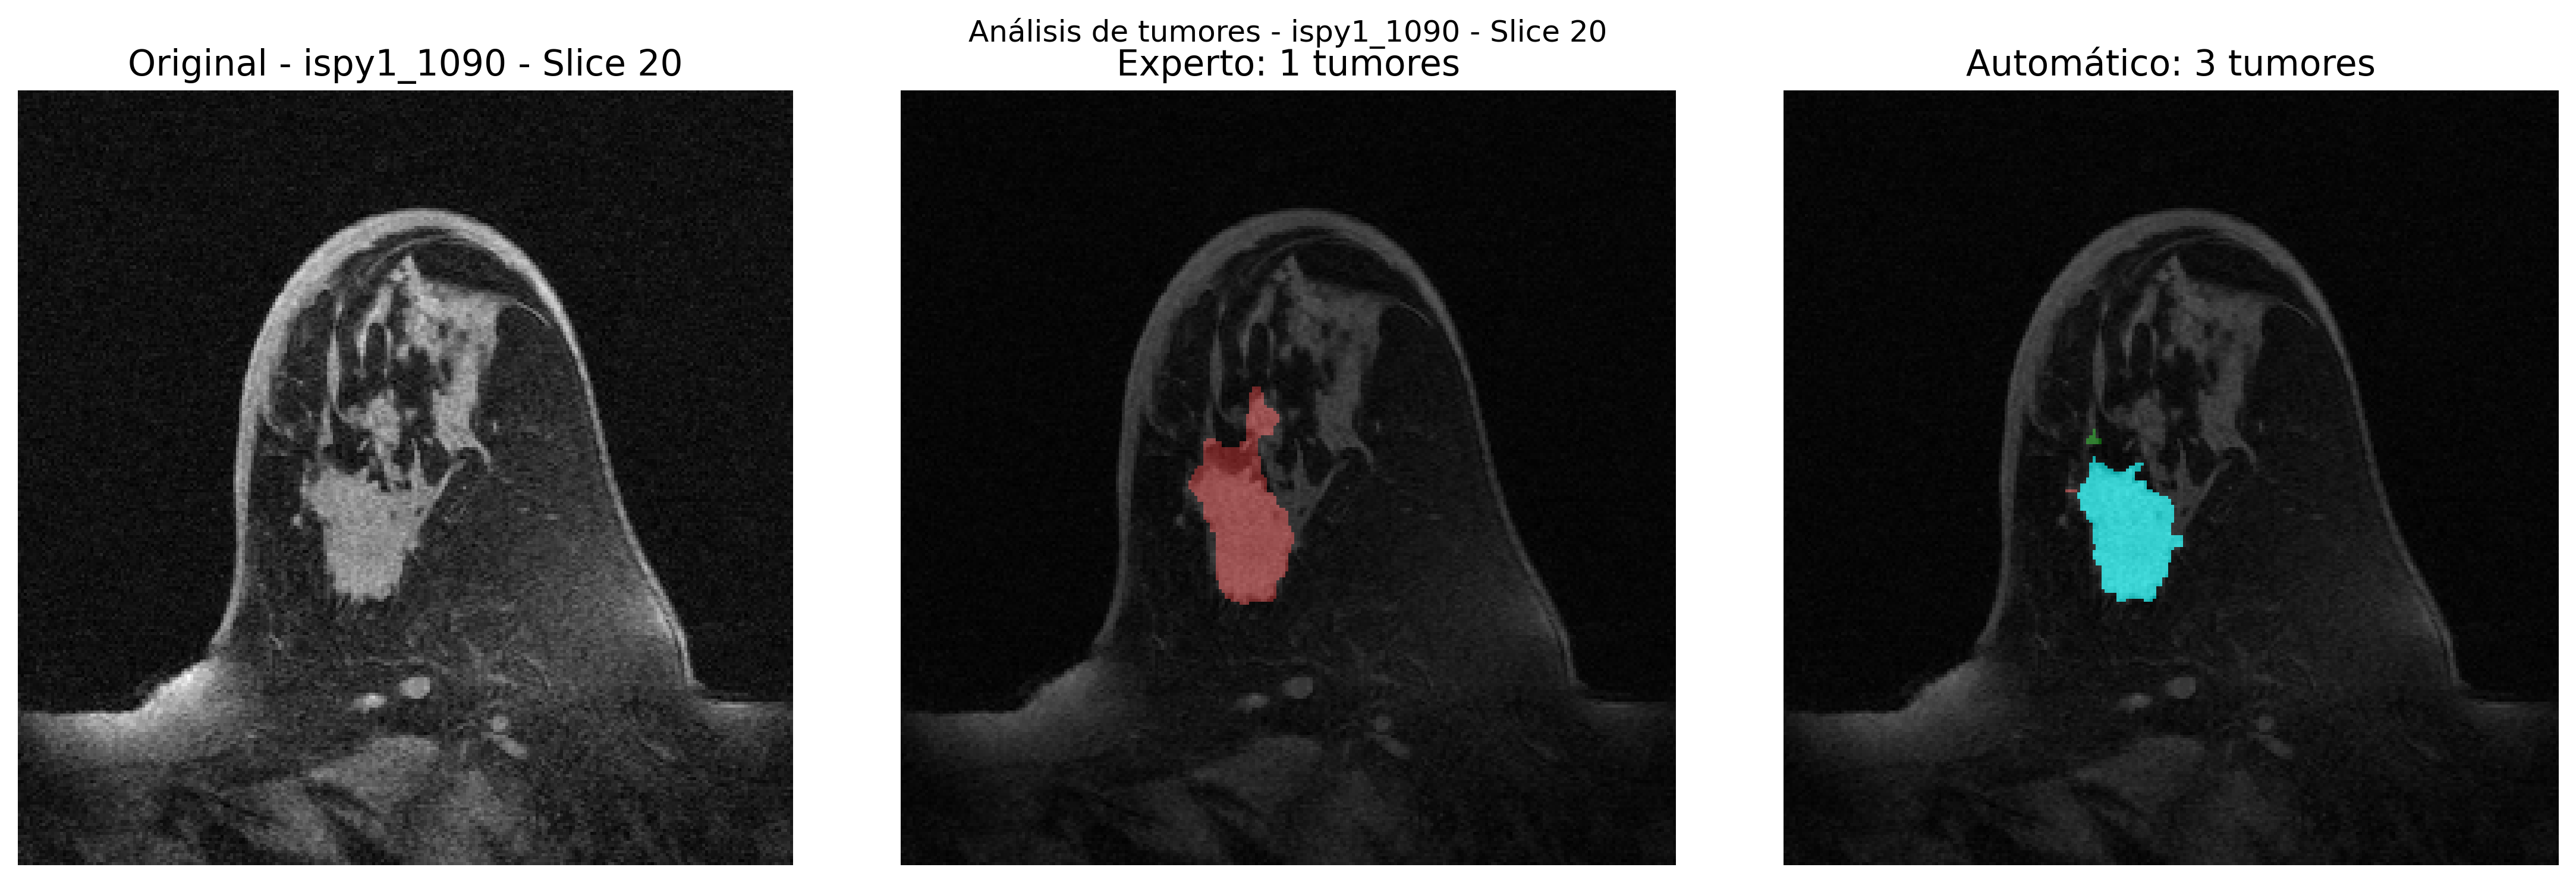 Análisis de tumores - ispy1_1090 - Slice 20
Original - ispy1_1090 - Slice 20
Experto: 1 tumores
Automático: 3 tumores